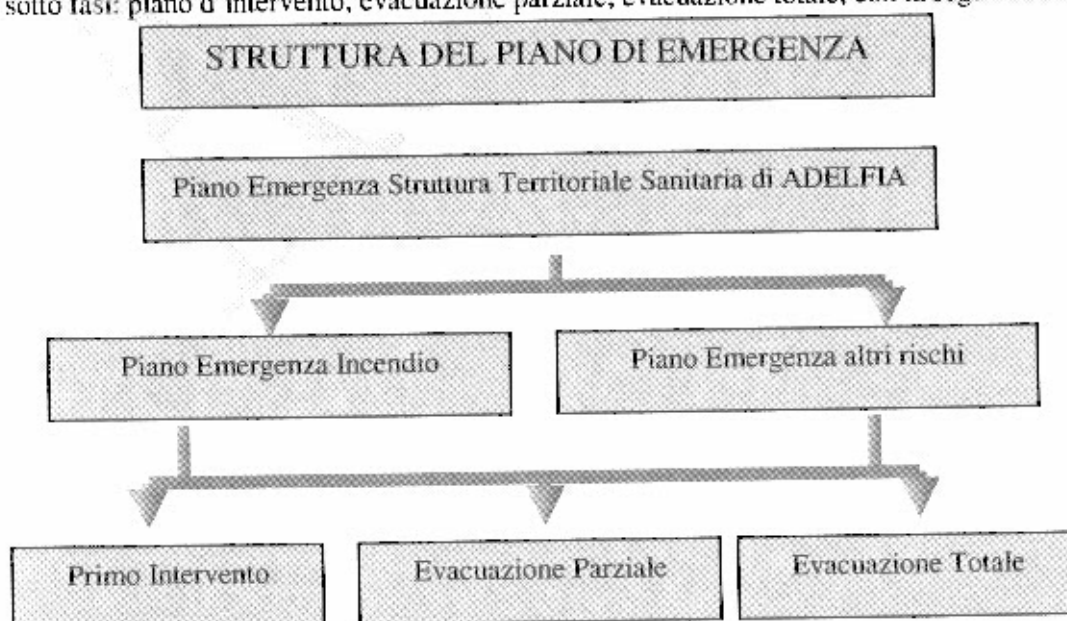 sotto fasi: piano d'intervento, evacuazione parziale, evacuazione totale,
STRUTTURA DEL PIANO DI EMERGENZA
Piano Emergenza Struttura Territoriale Sanitaria di ADELFIA
Piano Emergenza Incendio
Piano Emergenza altri rischi
Primo Intervento
Evacuazione Parziale
Evacuazione Totale